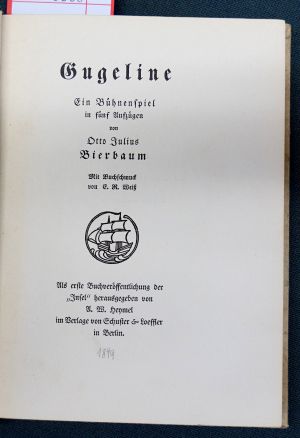 Gugeline
Ein Bühnenspiel
in fünf Aufzügen
von
Otto Julius
Bierbaum
Mit Buchschmuck
von E. R. Weiß
Als erste Buchveröffentlichung der
„Insel“ herausgegeben von
A. W. Heymel
im Verlage von Schuster & Loeffler
in Berlin.
1899